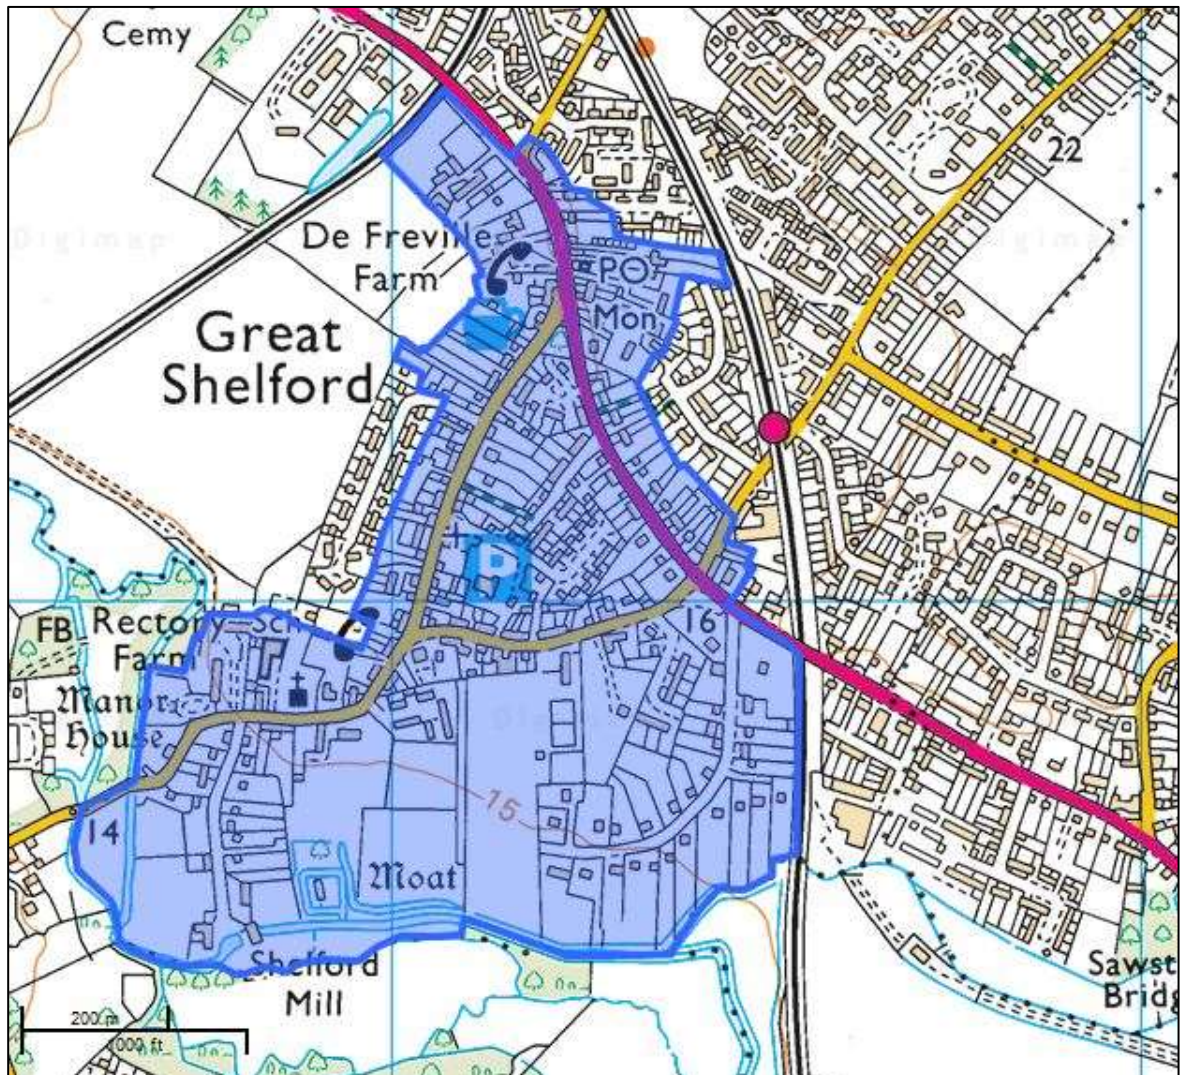 Cemy
22
Digimap
De Freville
Farm
PO
Mon
Great
Shelford
P
16
FB
Rectory
Sch
Farm
Manor
House
15
14
Moat
Shelford
Mill
Sawst
Bridg
200 m
1000 ft